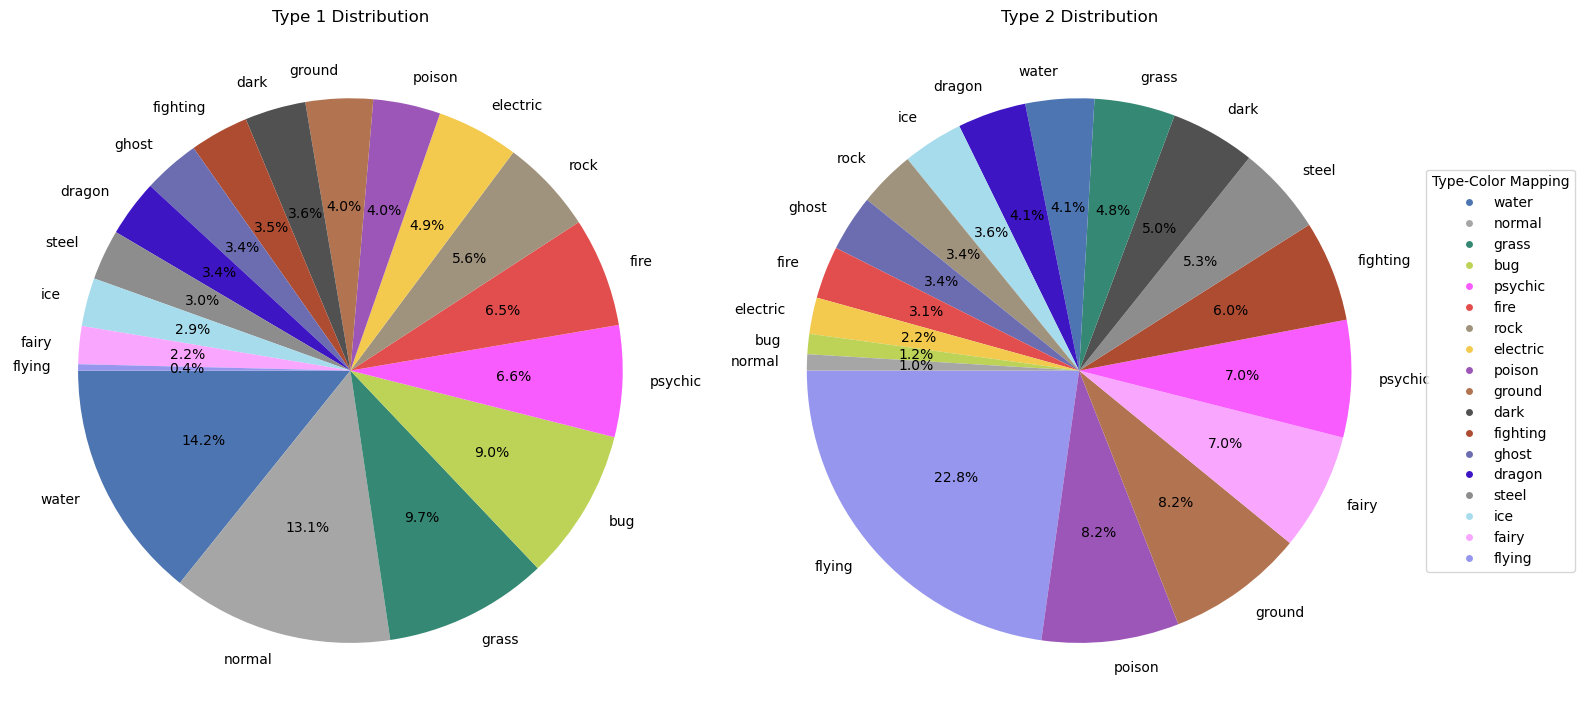 Type 1 Distribution
water
14.2%
normal
13.1%
grass
9.7%
bug
9.0%
psychic
6.6%
fire
6.5%
rock
5.6%
electric
4.9%
poison
4.0%
ground
4.0%
dark
3.6%
fighting
3.5%
ghost
3.4%
dragon
3.4%
steel
3.0%
ice
2.9%
fairy
2.2%
flying
0.4%
Type 2 Distribution
flying
22.8%
poison
8.2%
ground
8.2%
fairy
7.0%
psychic
7.0%
fighting
6.0%
steel
5.3%
dark
5.0%
grass
4.8%
water
4.1%
dragon
4.1%
ice
3.6%
rock
3.4%
ghost
3.4%
fire
3.1%
electric
2.2%
bug
1.2%
normal
1.0%
Type-Color Mapping
water
normal
grass
bug
psychic
fire
rock
electric
poison
ground
dark
fighting
ghost
dragon
steel
ice
fairy
flying